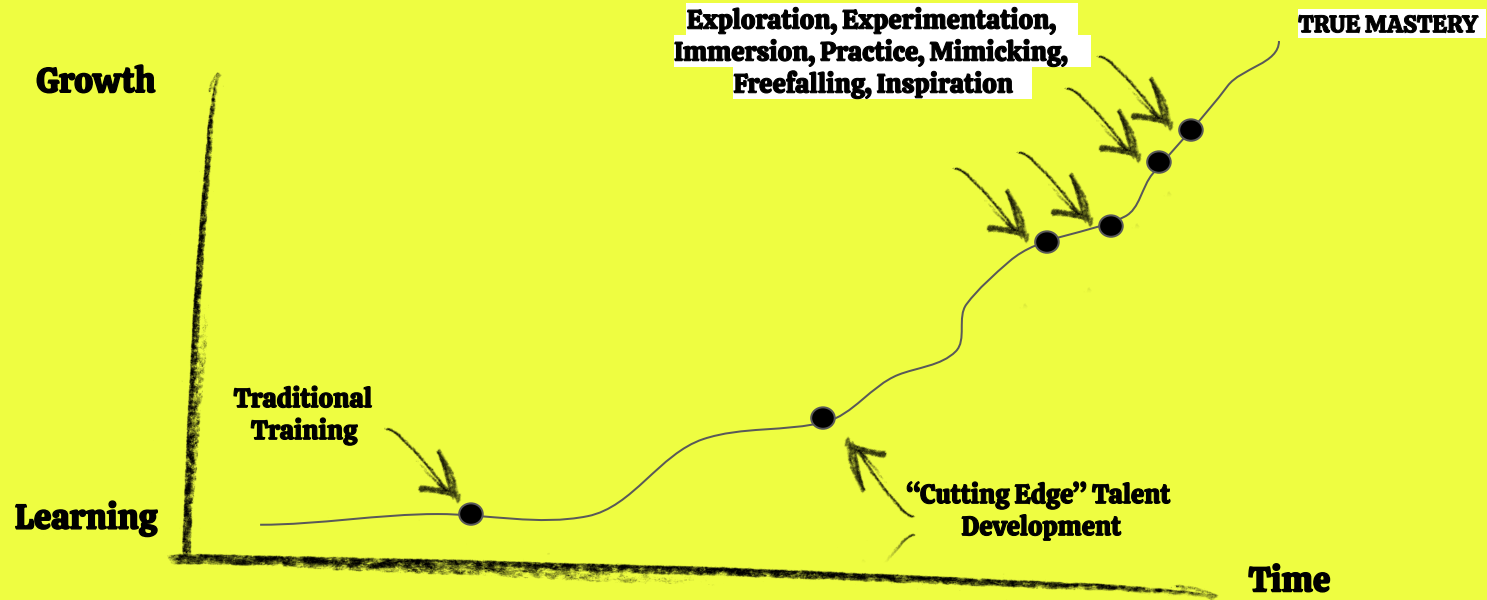 Exploration, Experimentation,
Immersion, Practice, Mimicking,
Freefalling, Inspiration
TRUE MASTERY
Growth
Traditional
Training
Learning
“Cutting Edge” Talent
Development
Time